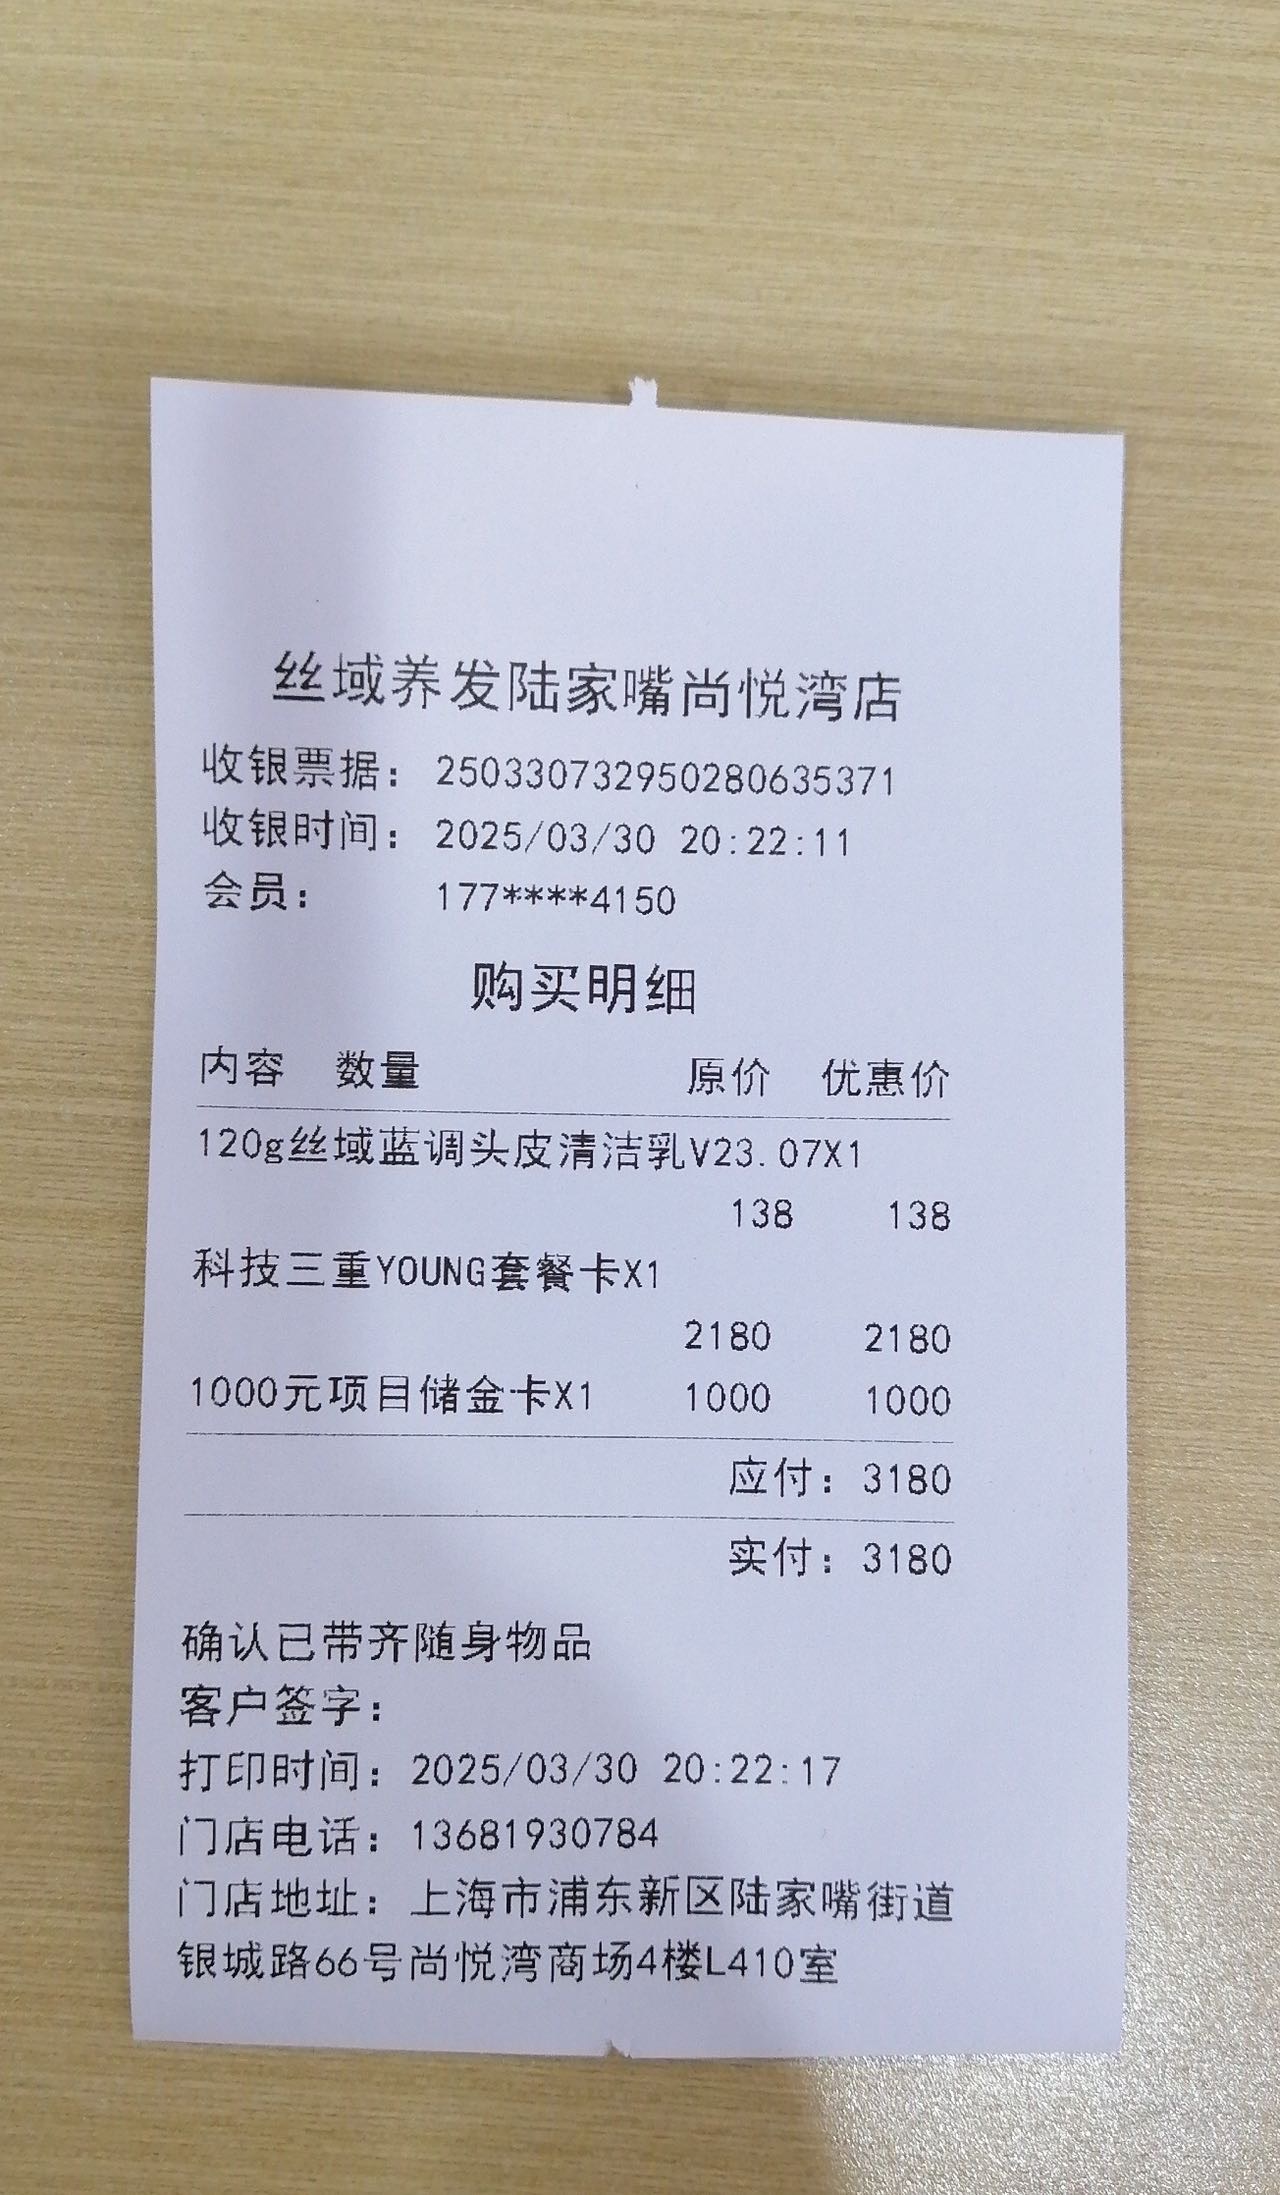 丝域养发陆家嘴尚悦湾店
收银票据：250330732950280635371
收银时间：2025/03/30 20:22:11
会员： 177****4150
购买明细
内容 数量 原价 优惠价
120g丝域蓝调头皮清洁乳V23.07X1
138 138
科技三重YOUNG套餐卡X1
2180 2180
1000元项目储金卡X1 1000 1000
应付：3180
实付：3180
确认已带齐随身物品
客户签字：
打印时间：2025/03/30 20:22:17
门店电话：13681930784
门店地址：上海市浦东新区陆家嘴街道
银城路66号尚悦湾商场4楼L410室